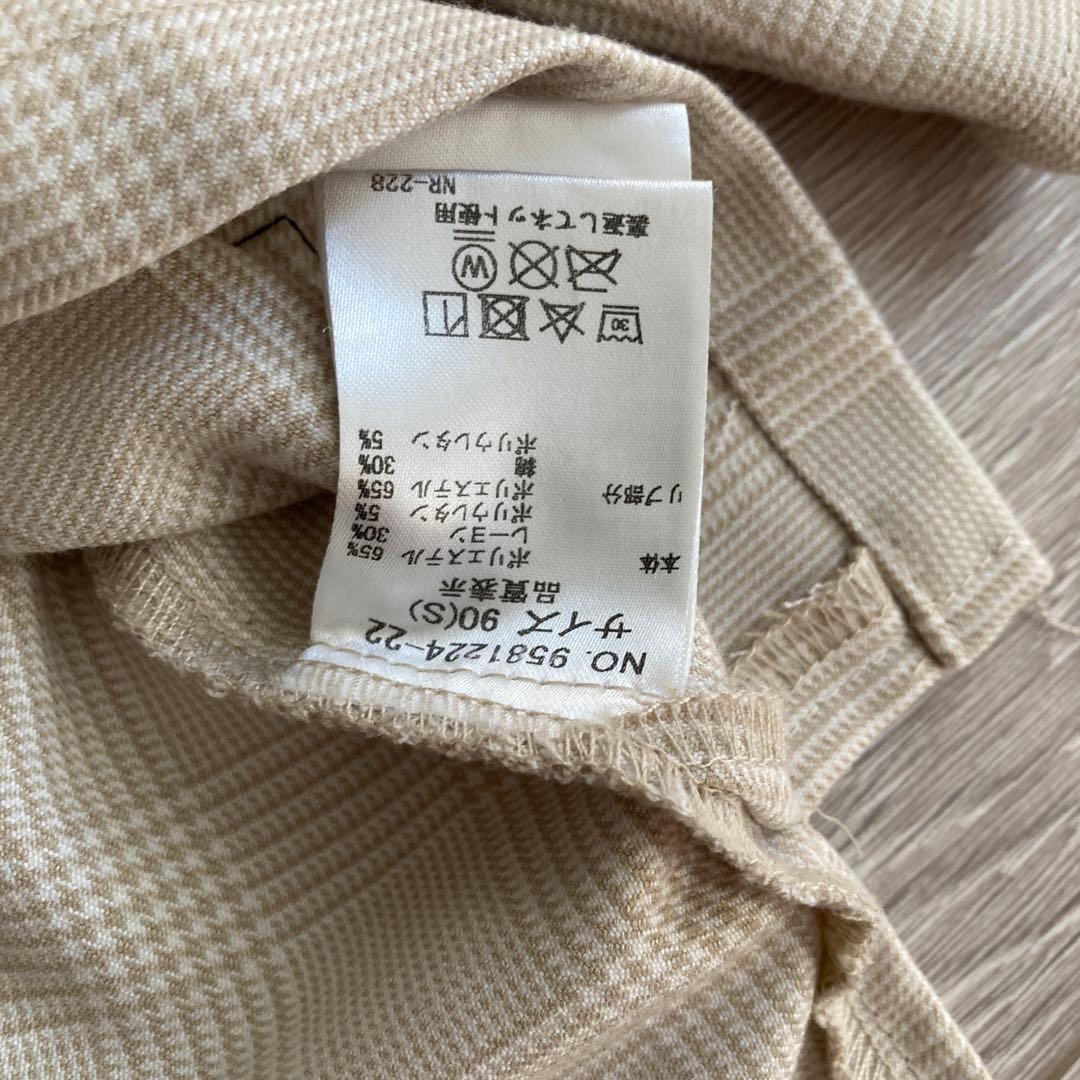 NO. 9581224-22
サイズ 90(S)
品質表示
本体 ポリエステル 65%
レーヨン 30%
ポリウレタン 5%
リブ部分 ポリエステル 65%
綿 30%
ポリウレタン 5%
30
W
裏返してネット使用
NR-228